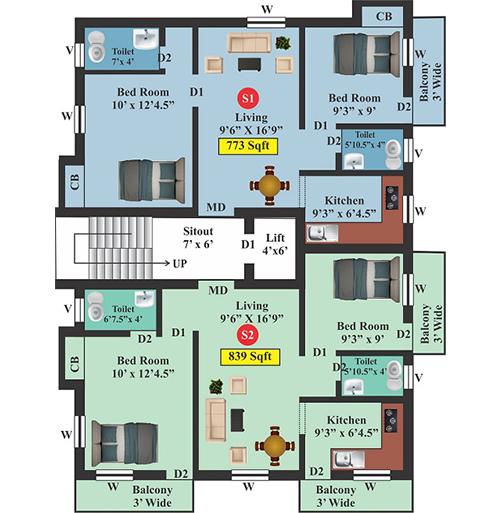 W
CB
V
Toilet
7' x 4'
D2
W
Balcony
3' Wide
Bed Room
10' x 12'4.5"
D1
S1
Living
9'6" X 16'9"
773 Sqft
Bed Room
9'3" x 9'
D2
W
D1
D2
Toilet
5'10.5" x 4'
V
CB
Kitchen
9'3" x 6'4.5"
W
MD
Sitout
7' x 6'
D1
Lift
4'x6'
UP
MD
V
Toilet
6'7.5"x 4'
D2
D1
Living
9'6" X 16'9"
S2
839 Sqft
Bed Room
9'3" x 9'
W
D2
Balcony
3' Wide
CB
Bed Room
10' x 12'4.5"
D1
D2
Toilet
5'10.5" x 4'
V
W
Kitchen
9'3" x 6'4.5"
W
W
D2
W
D2
W
Balcony
3' Wide
Balcony
3' Wide